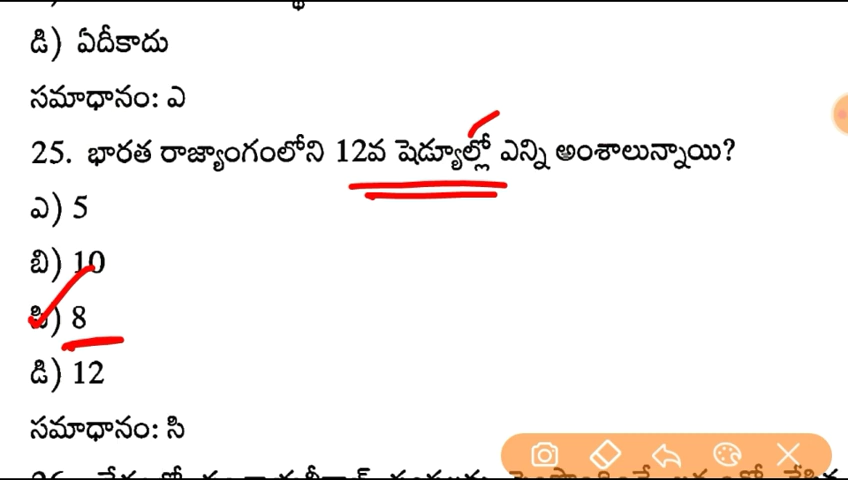 డి) ఏదీకాదు
సమాధానం: ఎ
25. భారత రాజ్యాంగంలోని 12వ షెడ్యూల్లో ఎన్ని అంశాలున్నాయి?
ఎ) 5
బి) 10
సి) 8
డి) 12
సమాధానం: సి